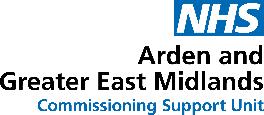 NHS
Arden and
Greater East Midlands
Commissioning Support Unit